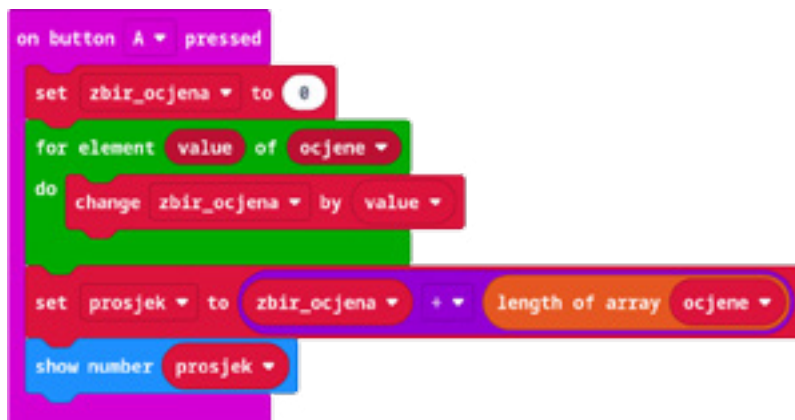 on button A pressed
set zbir_ocjena to 0
for element value of ocjene
do
change zbir_ocjena by value
set prosjek to zbir_ocjena ÷ length of array ocjene
show number prosjek